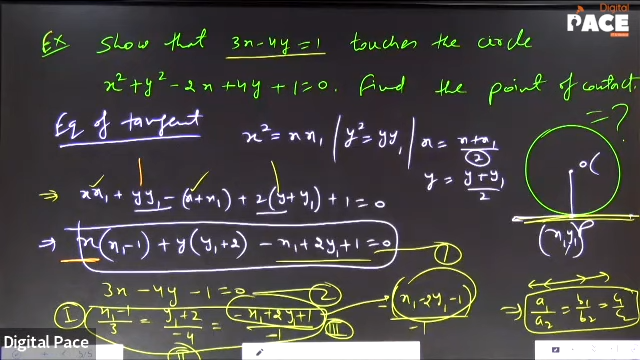 Digital
PACE
Ex Show that 3x-4y=1 touches the circle
x²+y²-2x+4y+1=0. Find the point of contact.
=?
Eq of tangent
x²=xx₁ | y²=yy₁ | x=(x+x₁)/2
y=(y+y₁)/2
⇒ xx₁+yy₁-(x+x₁)+2(y+y₁)+1=0
⇒ x(x₁-1)+y(y₁+2)-x₁+2y₁+1=0 ①
(x₁y₁) P
3x-4y-1=0 ②
I (x₁-1)/3=(y₁+2)/-4=(-x₁+2y+1)/-1 III
(x₁-2y₁-1)/-1
⇒ a₁/a₂=b₁/b₂=c₁/c₂
II
Digital Pace